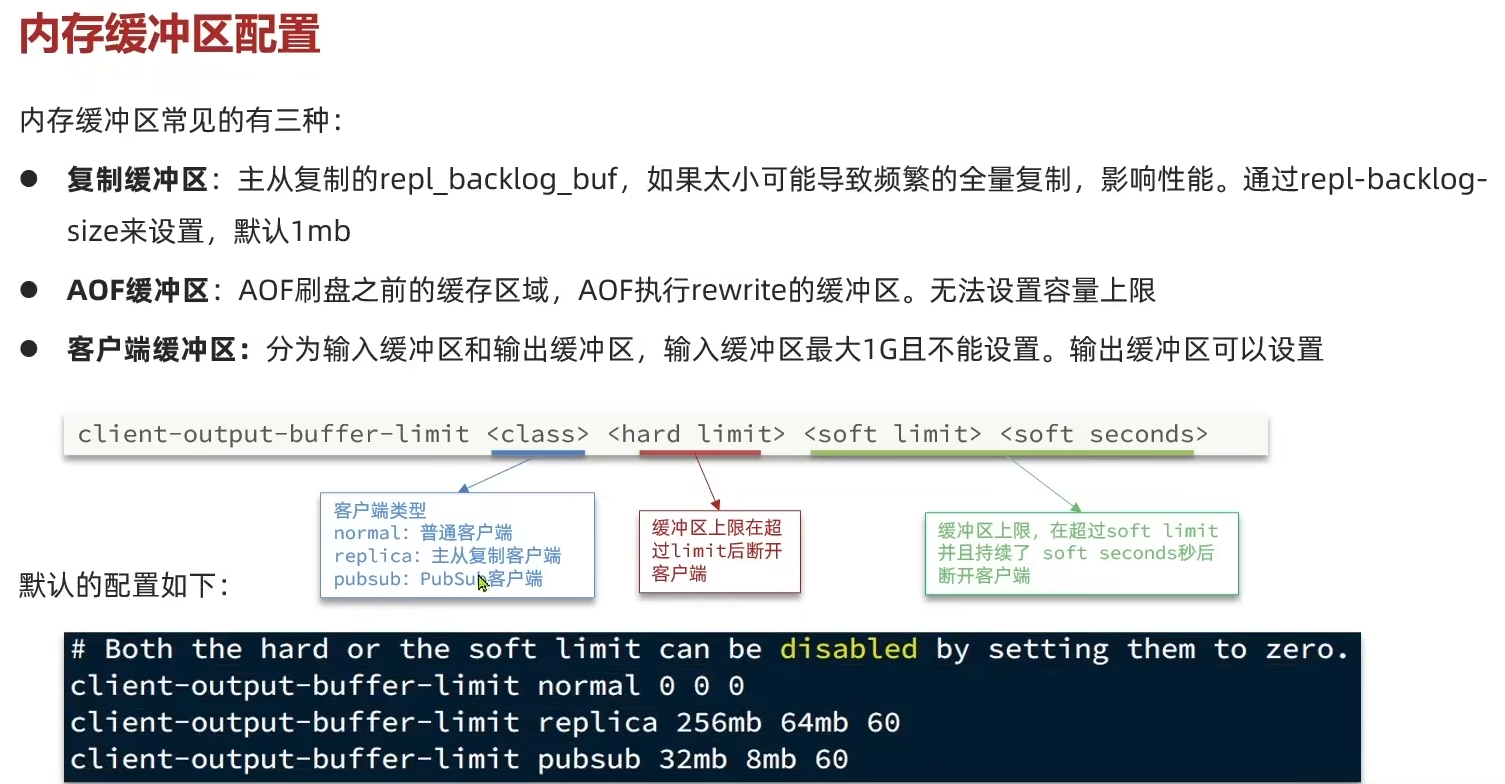 内存缓冲区配置
内存缓冲区常见的有三种：
● 复制缓冲区：主从复制的repl_backlog_buf，如果太小可能导致频繁的全量复制，影响性能。通过repl-backlog-
size来设置，默认1mb
● AOF缓冲区：AOF刷盘之前的缓存区域，AOF执行rewrite的缓冲区。无法设置容量上限
● 客户端缓冲区：分为输入缓冲区和输出缓冲区，输入缓冲区最大1G且不能设置。输出缓冲区可以设置
client-output-buffer-limit <class> <hard limit> <soft limit> <soft seconds>
客户端类型
normal：普通客户端
replica：主从复制客户端
pubsub：PubSub客户端
缓冲区上限在超
过limit后断开
客户端
缓冲区上限，在超过soft limit
并且持续了 soft seconds秒后
断开客户端
默认的配置如下：
# Both the hard or the soft limit can be disabled by setting them to zero.
client-output-buffer-limit normal 0 0 0
client-output-buffer-limit replica 256mb 64mb 60
client-output-buffer-limit pubsub 32mb 8mb 60